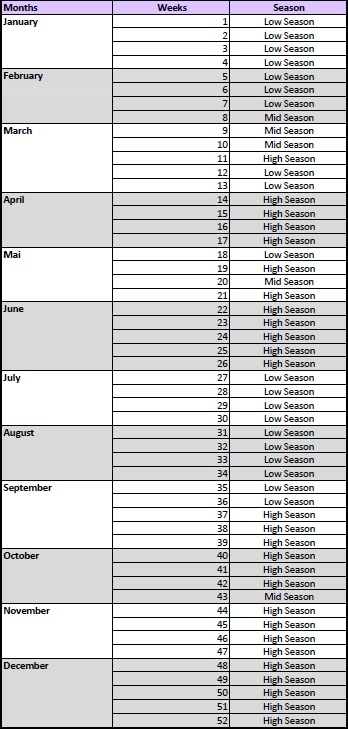 Months Weeks Season
January 1 Low Season
2 Low Season
3 Low Season
4 Low Season
February 5 Low Season
6 Low Season
7 Low Season
8 Mid Season
March 9 Mid Season
10 Mid Season
11 High Season
12 Low Season
13 Low Season
April 14 High Season
15 High Season
16 High Season
17 High Season
Mai 18 Low Season
19 High Season
20 Mid Season
21 High Season
June 22 High Season
23 High Season
24 High Season
25 High Season
26 High Season
July 27 Low Season
28 Low Season
29 Low Season
30 Low Season
August 31 Low Season
32 Low Season
33 Low Season
34 Low Season
September 35 Low Season
36 Low Season
37 High Season
38 High Season
39 High Season
October 40 High Season
41 High Season
42 High Season
43 Mid Season
November 44 High Season
45 High Season
46 High Season
47 High Season
December 48 High Season
49 High Season
50 High Season
51 High Season
52 High Season